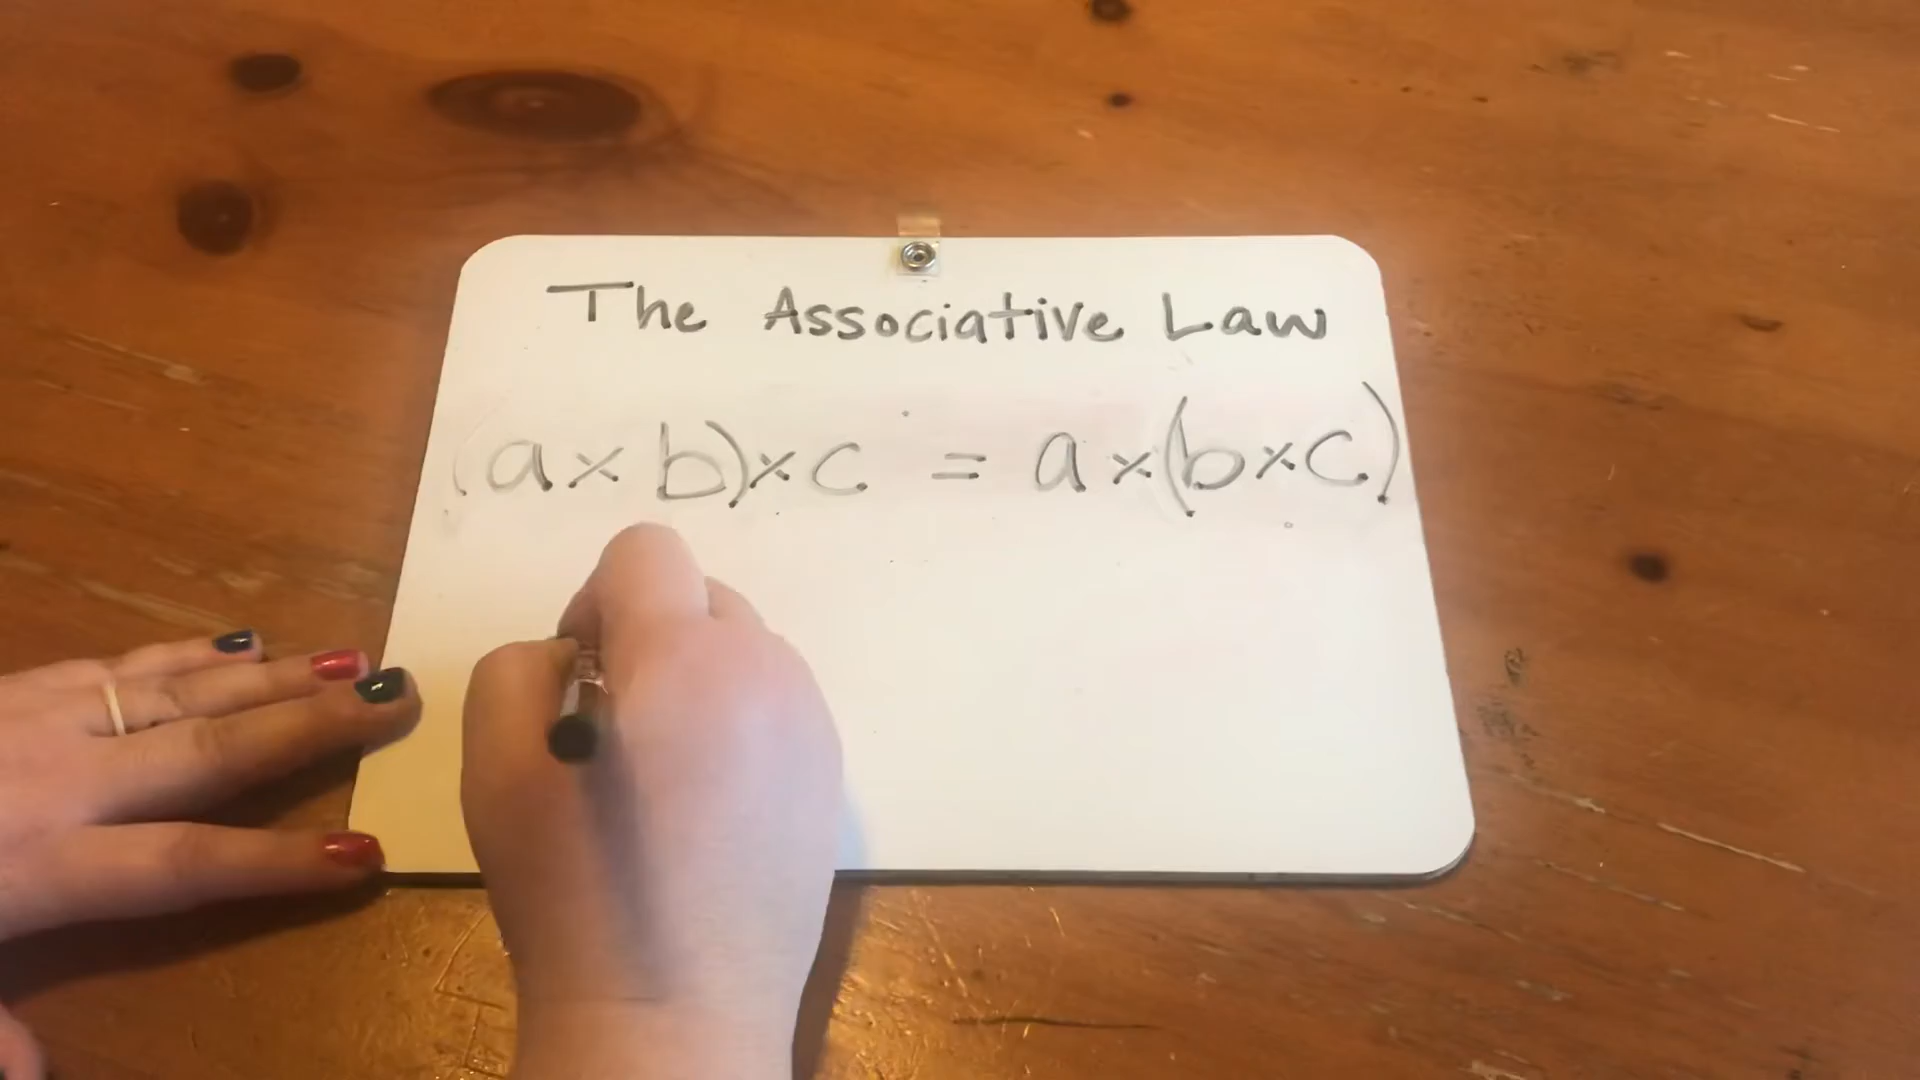 The Associative Law
(a × b) × c = a × (b × c)